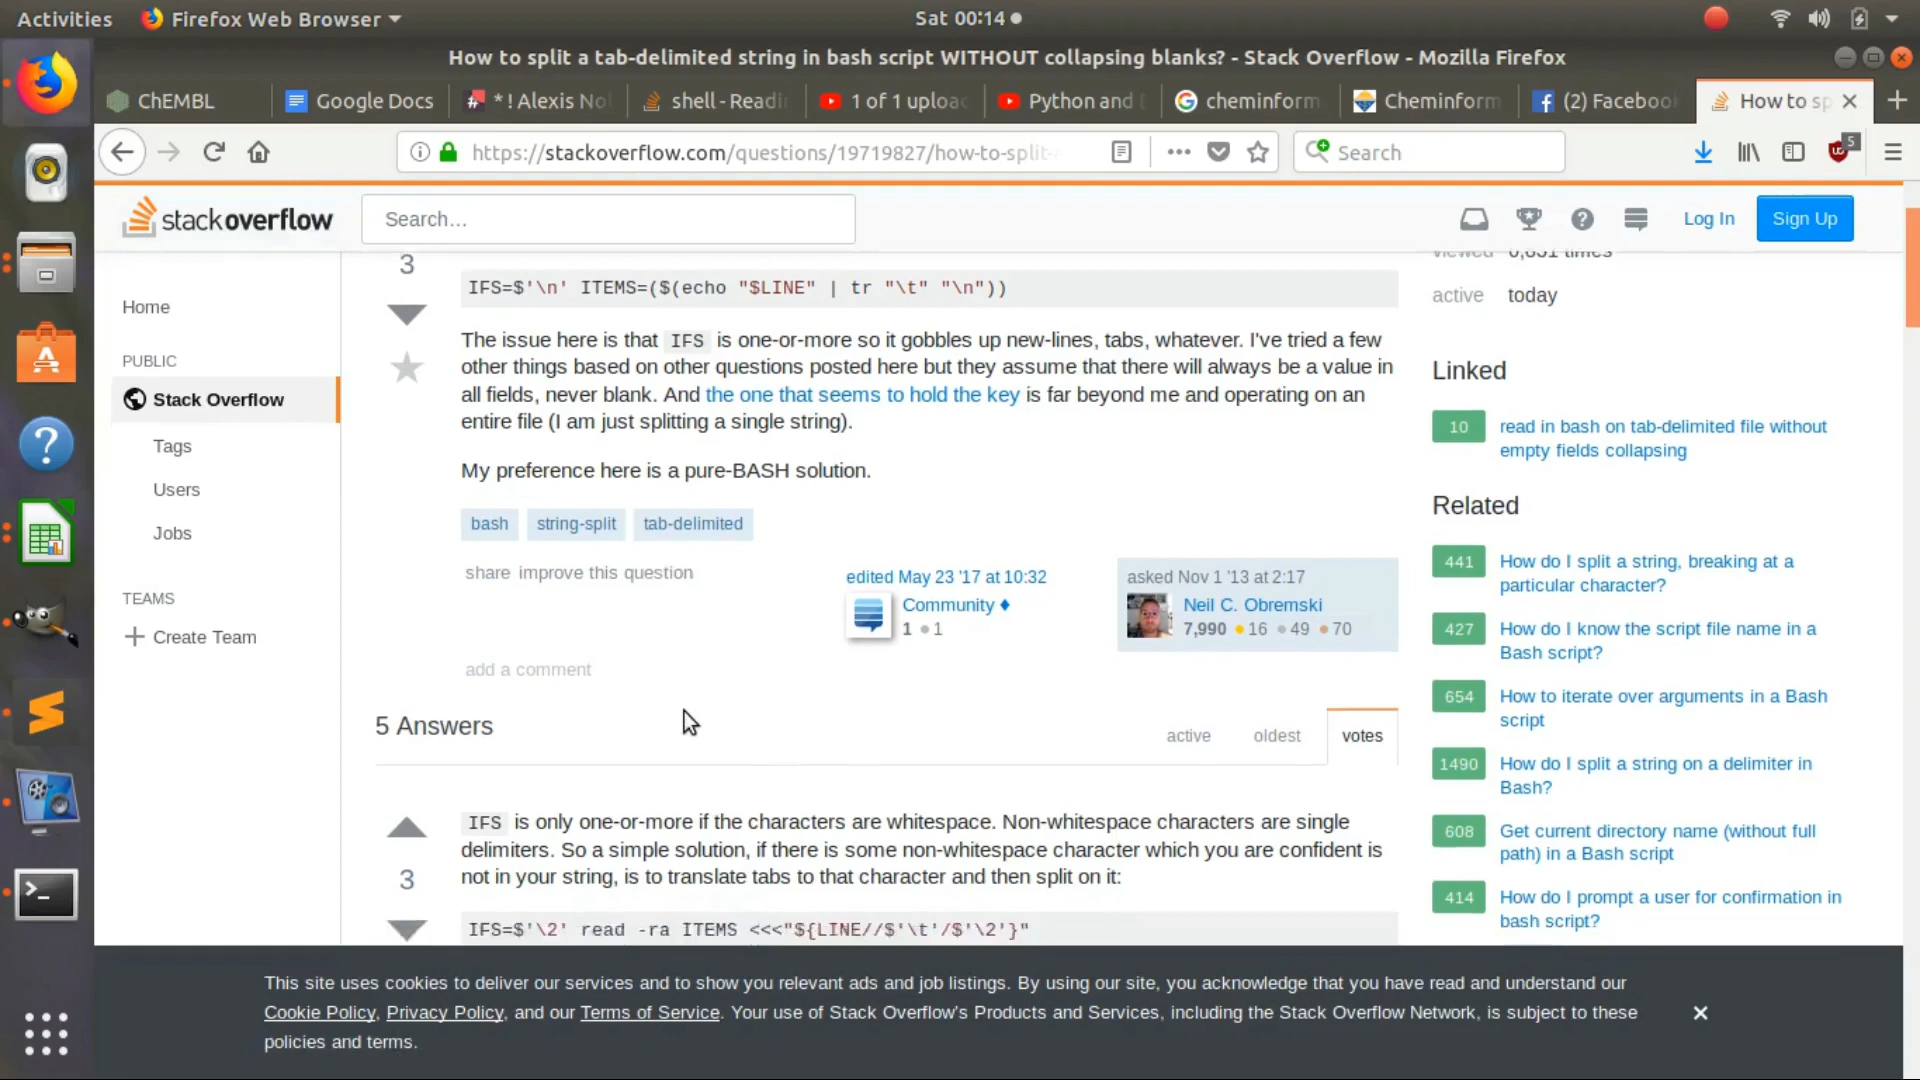 Activities
Firefox Web Browser
Sat 00:14
How to split a tab-delimited string in bash script WITHOUT collapsing blanks? - Stack Overflow - Mozilla Firefox
ChEMBL
Google Docs
* ! Alexis No
shell - Readi
1 of 1 uploa
Python and
cheminform
Cheminform
(2) Faceboo
How to sp
https://stackoverflow.com/questions/19719827/how-to-split-
Search
5
stackoverflow
Search...
Log In
Sign Up
Home
PUBLIC
Stack Overflow
Tags
Users
Jobs
TEAMS
Create Team
3
IFS=$'\n' ITEMS=($(echo "$LINE" | tr "\t" "\n"))
The issue here is that IFS is one-or-more so it gobbles up new-lines, tabs, whatever. I've tried a few
other things based on other questions posted here but they assume that there will always be a value in
all fields, never blank. And the one that seems to hold the key is far beyond me and operating on an
entire file (I am just splitting a single string).
My preference here is a pure-BASH solution.
bash
string-split
tab-delimited
share improve this question
edited May 23 '17 at 10:32
Community ♦
1 ●1
asked Nov 1 '13 at 2:17
Neil C. Obremski
7,990 ●16 ●49 ●70
add a comment
5 Answers
active
oldest
votes
3
IFS is only one-or-more if the characters are whitespace. Non-whitespace characters are single
delimiters. So a simple solution, if there is some non-whitespace character which you are confident is
not in your string, is to translate tabs to that character and then split on it:
IFS=$'\2' read -ra ITEMS <<<"${LINE//$'\t'/$'\2'}"
viewed
times
active today
Linked
10 read in bash on tab-delimited file without
empty fields collapsing
Related
441 How do I split a string, breaking at a
particular character?
427 How do I know the script file name in a
Bash script?
654 How to iterate over arguments in a Bash
script
1490 How do I split a string on a delimiter in
Bash?
608 Get current directory name (without full
path) in a Bash script
414 How do I prompt a user for confirmation in
bash script?
This site uses cookies to deliver our services and to show you relevant ads and job listings. By using our site, you acknowledge that you have read and understand our
Cookie Policy, Privacy Policy, and our Terms of Service. Your use of Stack Overflow's Products and Services, including the Stack Overflow Network, is subject to these
policies and terms.